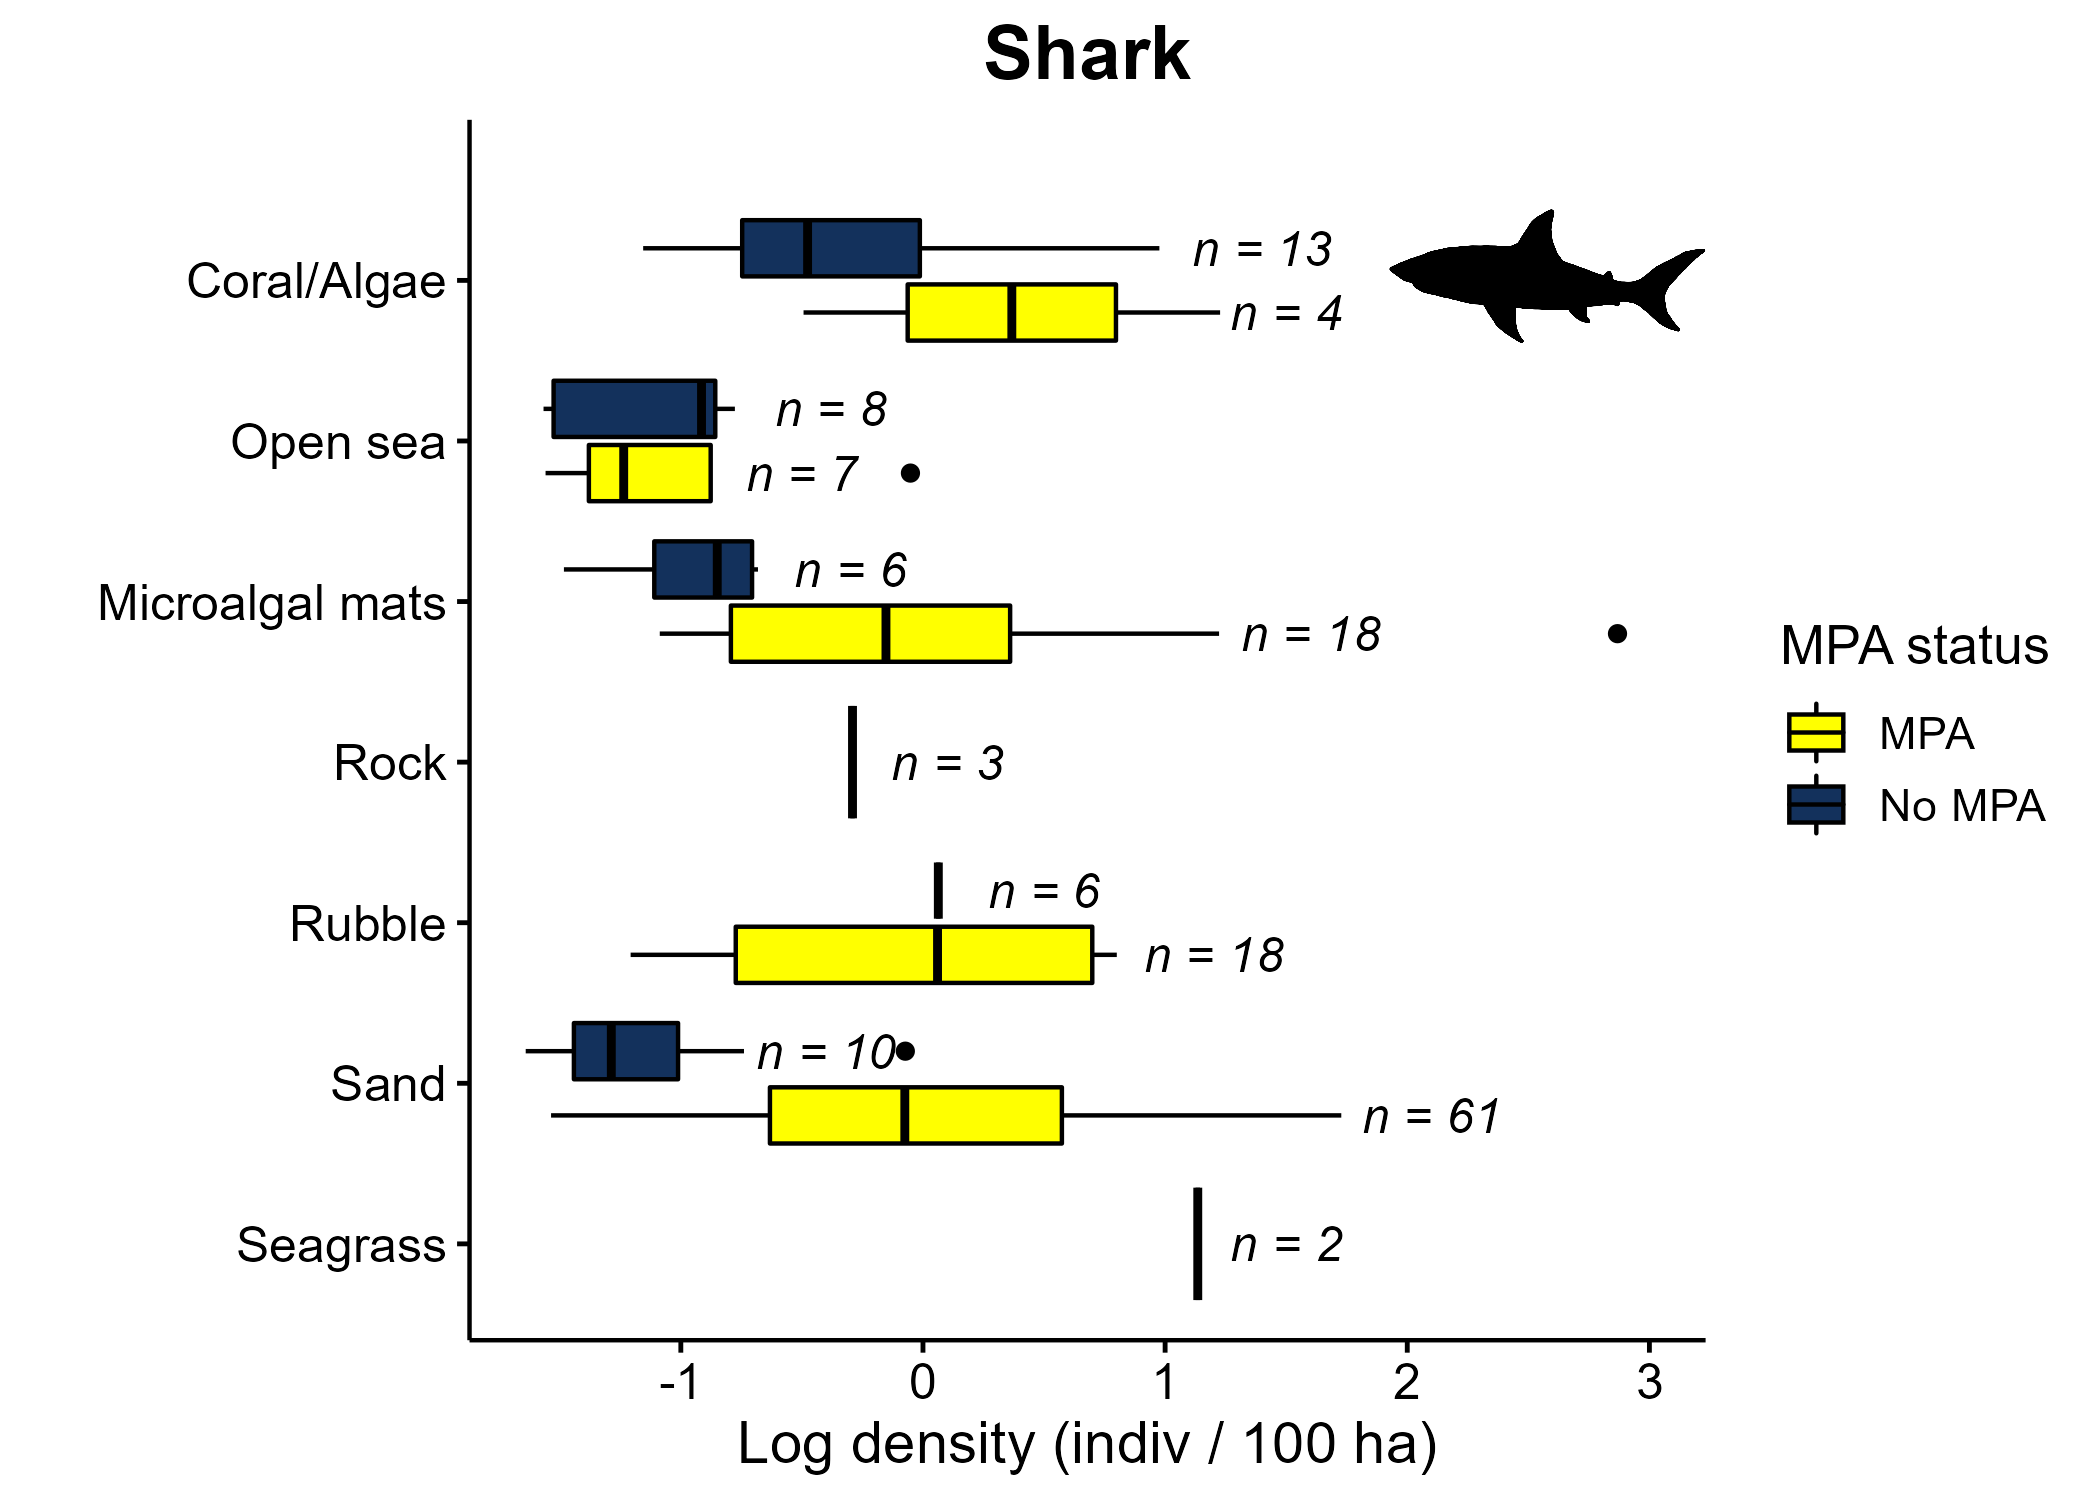 Shark
Coral/Algae
n = 13
n = 4
Open sea
n = 8
n = 7
Microalgal mats
n = 6
n = 18
Rock
n = 3
Rubble
n = 6
n = 18
Sand
n = 10
n = 61
Seagrass
n = 2
-1 0 1 2 3
Log density (indiv / 100 ha)
MPA status
MPA
No MPA